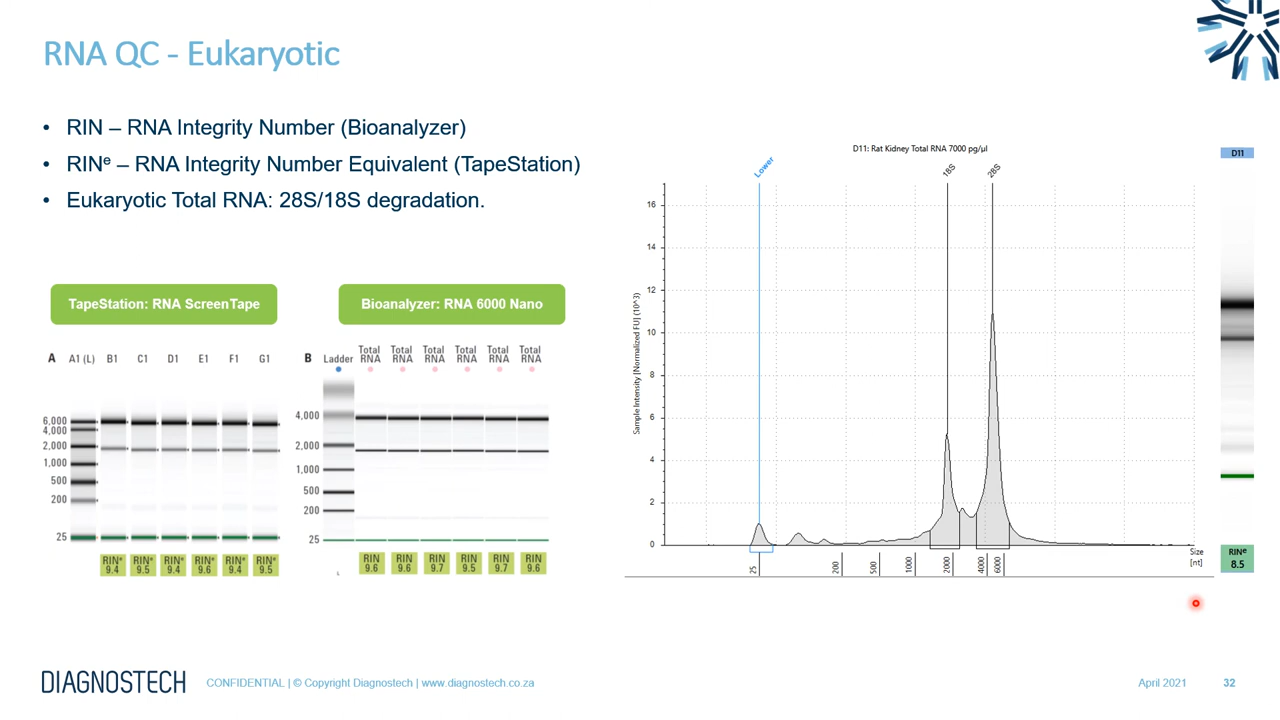 RNA QC - Eukaryotic
• RIN – RNA Integrity Number (Bioanalyzer)
• RINᵉ – RNA Integrity Number Equivalent (TapeStation)
• Eukaryotic Total RNA: 28S/18S degradation.
TapeStation: RNA ScreenTape
Bioanalyzer: RNA 6000 Nano
A A1 (L) B1 C1 D1 E1 F1 G1
6,000
4,000
2,000
1,000
500
200
25
RINᵉ 9.4
RINᵉ 9.5
RINᵉ 9.4
RINᵉ 9.6
RINᵉ 9.4
RINᵉ 9.5
B Ladder Total RNA Total RNA Total RNA Total RNA Total RNA Total RNA
4,000
2,000
1,000
500
200
25
RIN 9.6
RIN 9.6
RIN 9.7
RIN 9.5
RIN 9.7
RIN 9.6
D11: Rat Kidney Total RNA 7000 pg/µl
Lower
18S
28S
Sample Intensity [Normalized FU] (10^3)
16
14
12
10
8
6
4
2
0
25 200 500 1000 2000 4000 6000
Size
[nt]
D11
RINᵉ
8.5
DIAGNOSTECH
CONFIDENTIAL | © Copyright Diagnostech | www.diagnostech.co.za
April 2021
32